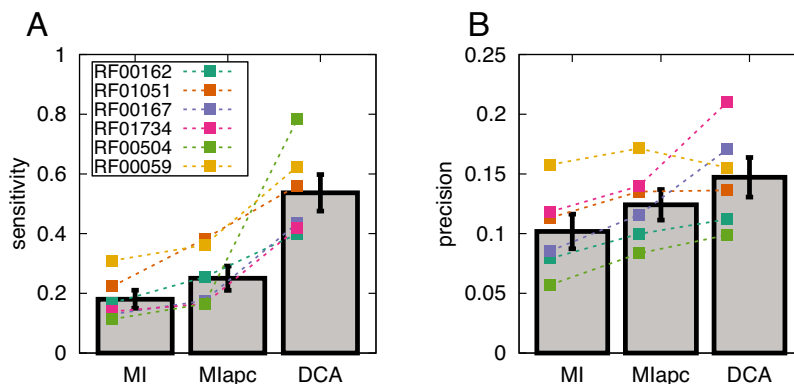 A
sensitivity
1
0.8
0.6
0.4
0.2
0
RF00162
RF01051
RF00167
RF01734
RF00504
RF00059
MI
MIapc
DCA
B
precision
0.25
0.2
0.15
0.1
0.05
0
MI
MIapc
DCA